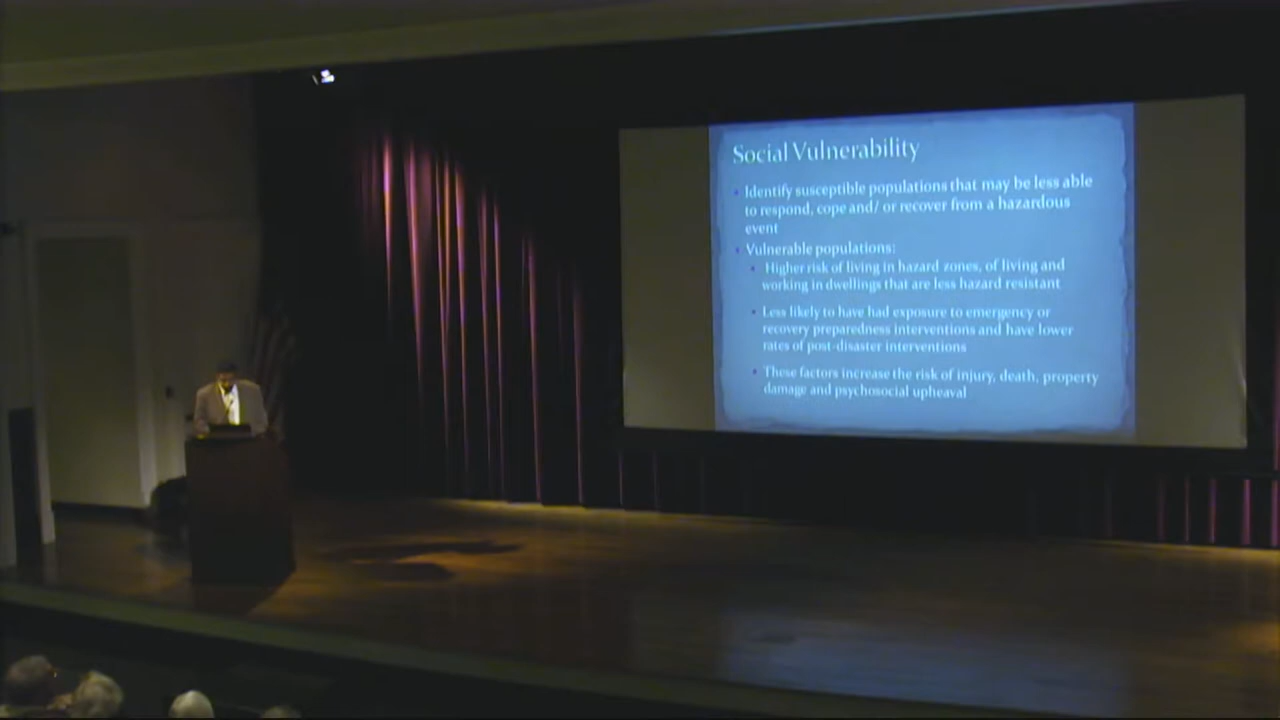 Social Vulnerability
Identify susceptible populations that may be less able
to respond, cope and/ or recover from a hazardous
event
Vulnerable populations:
Higher risk of living in hazard zones, of living and
working in dwellings that are less hazard resistant
Less likely to have had exposure to emergency or
recovery preparedness interventions and have lower
rates of post-disaster interventions
These factors increase the risk of injury, death, property
damage and psychosocial upheaval